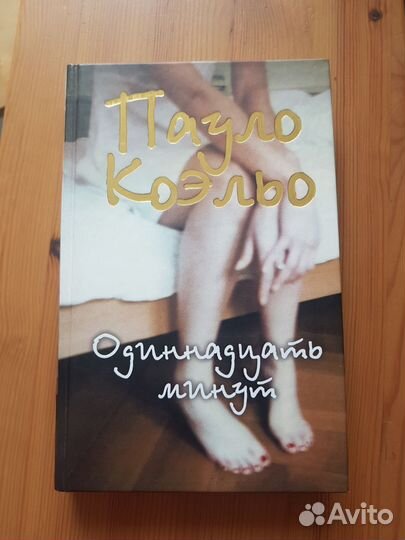 Пауло
Коэльо
Одиннадцать
минут
Avito